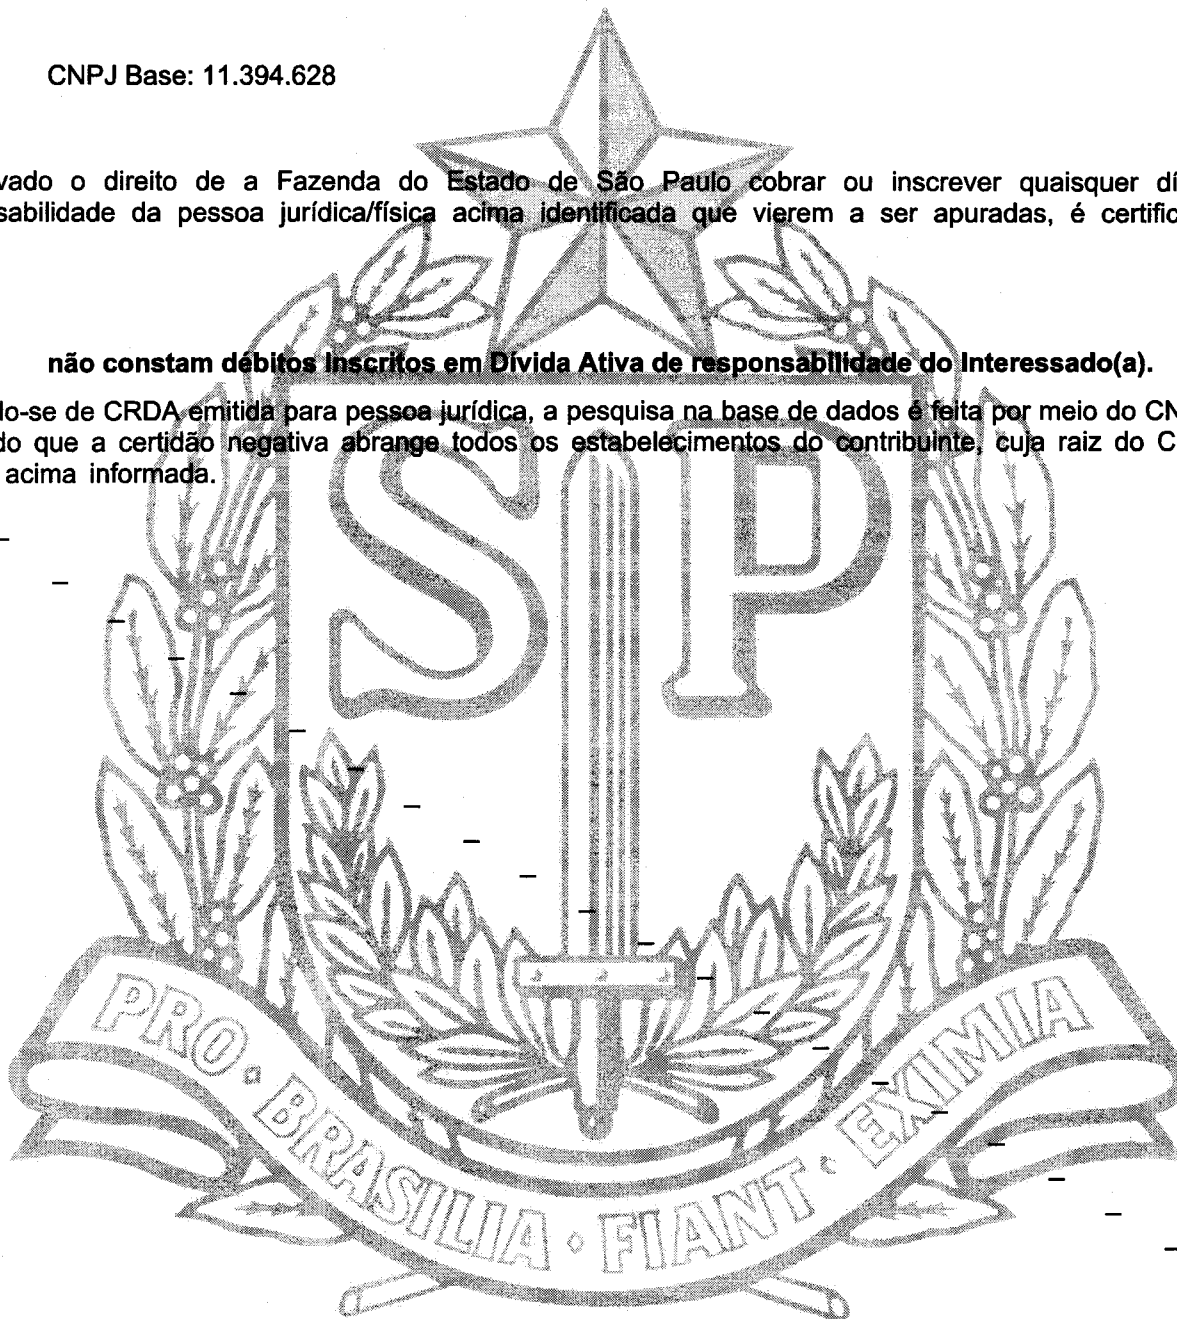 CNPJ Base: 11.394.628
vado o direito de a Fazenda do Estado de São Paulo cobrar ou inscrever quaisquer dí
sabilidade da pessoa jurídica/física acima identificada que vierem a ser apuradas, é certific
não constam débitos Inscritos em Dívida Ativa de responsabilidade do Interessado(a).
do-se de CRDA emitida para pessoa jurídica, a pesquisa na base de dados é feita por meio do CN
do que a certidão negativa abrange todos os estabelecimentos do contribuinte, cuja raiz do C
acima informada.
SP
PRO · BRASILIA · FIANT · EXIMIA